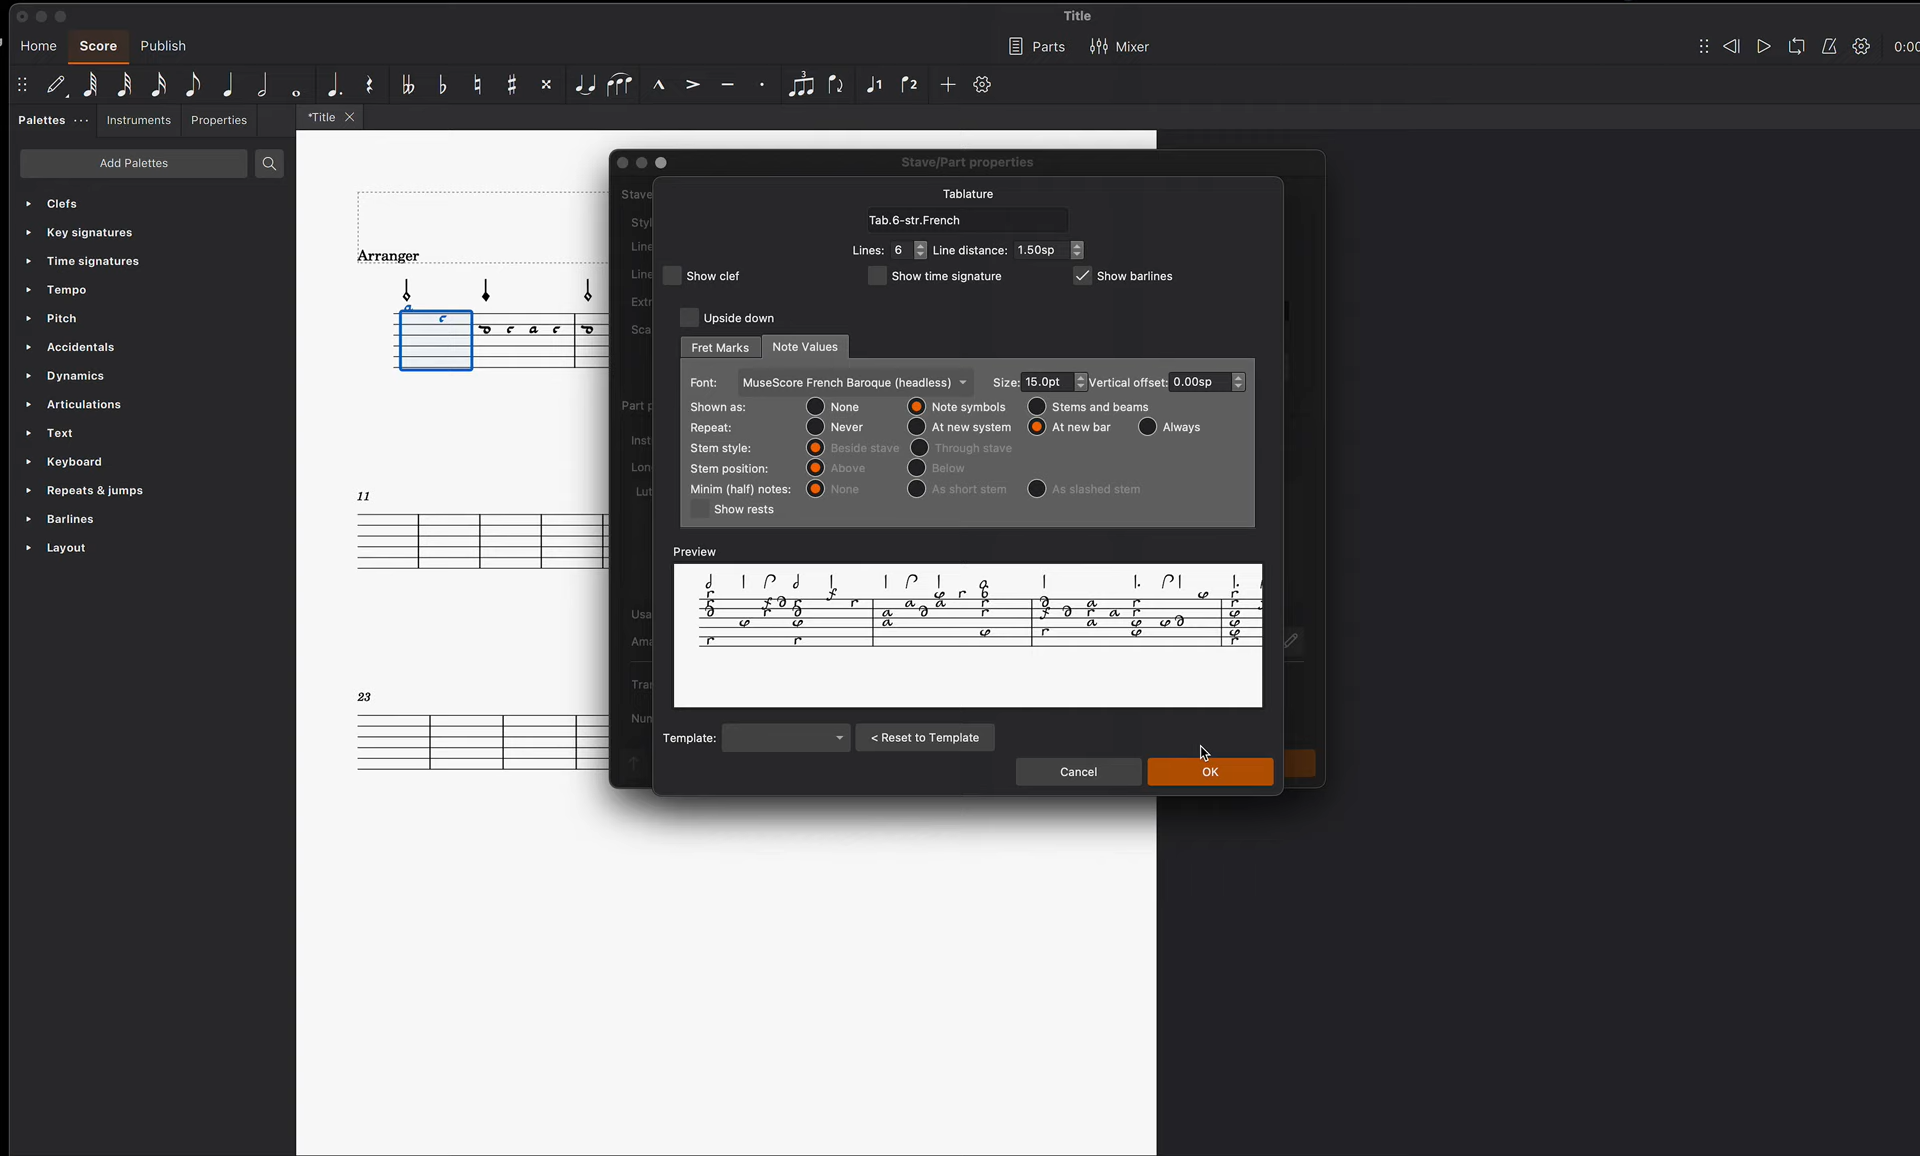 Title
Home
Score
Publish
Parts
Mixer
Palettes
Instruments
Properties
*Title
Add Palettes
Clefs
Key signatures
Time signatures
Tempo
Pitch
Accidentals
Dynamics
Articulations
Text
Keyboard
Repeats & jumps
Barlines
Layout
Arranger
11
23
Stave/Part properties
Stave
Part p
Tablature
Tab.6-str.French
Lines: 6 Line distance: 1.50sp
Show clef Show time signature Show barlines
Upside down
Fret Marks Note Values
Font: MuseScore French Baroque (headless) Size: 15.0pt Vertical offset: 0.00sp
Shown as: None Note symbols Stems and beams
Repeat: Never At new system At new bar Always
Stem style: Beside stave Through stave
Stem position: Above Below
Minim (half) notes: None As short stem As slashed stem
Show rests
Preview
Template: < Reset to Template
Cancel OK